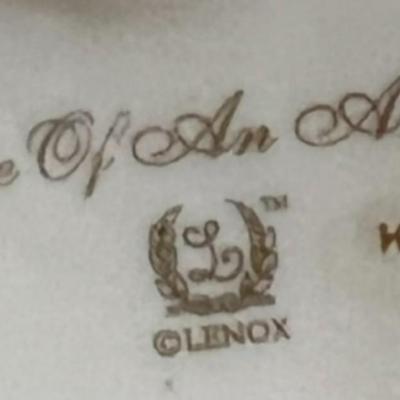 e Of An A
L ™
©LENOX